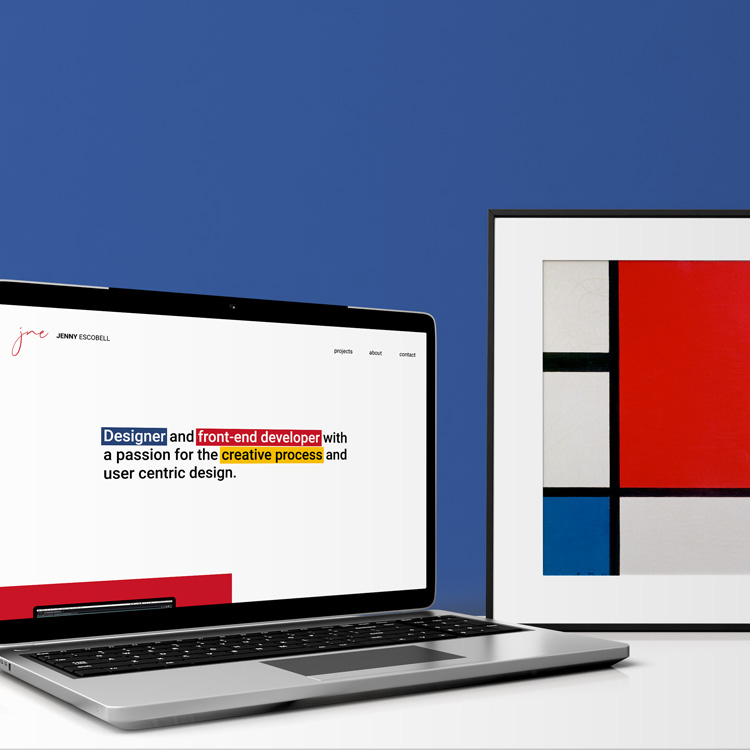 jne JENNY ESCOBELL
projects about contact
Designer and front-end developer with
a passion for the creative process and
user centric design.